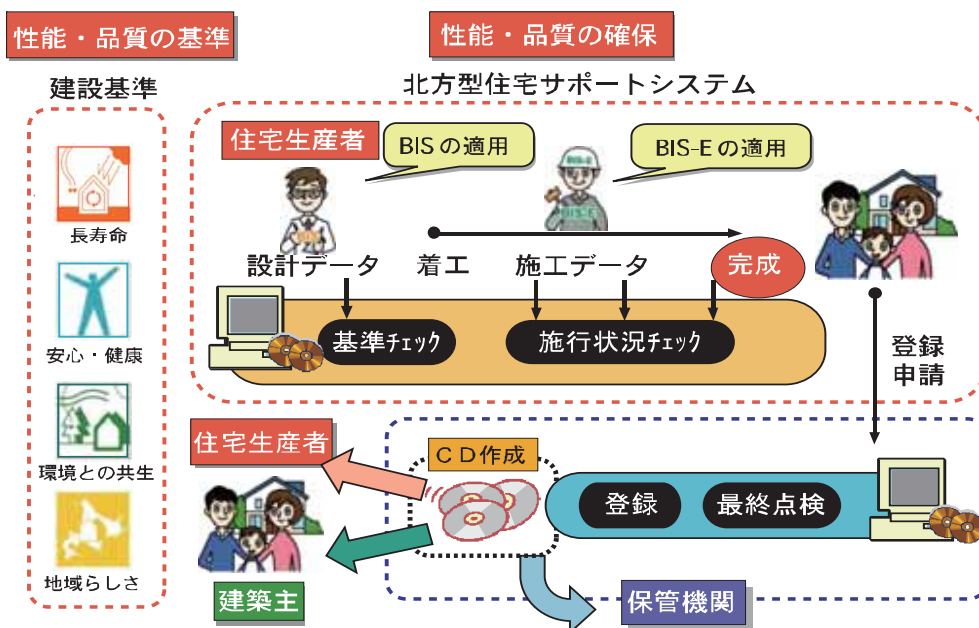 性能・品質の基準
建設基準
長寿命
安心・健康
環境との共生
地域らしさ
性能・品質の確保
北方型住宅サポートシステム
住宅生産者
BISの適用
BIS-Eの適用
BIS-E
設計データ
着工
施工データ
完成
基準チェック
施行状況チェック
登録
申請
住宅生産者
CD作成
登録
最終点検
建築主
保管機関